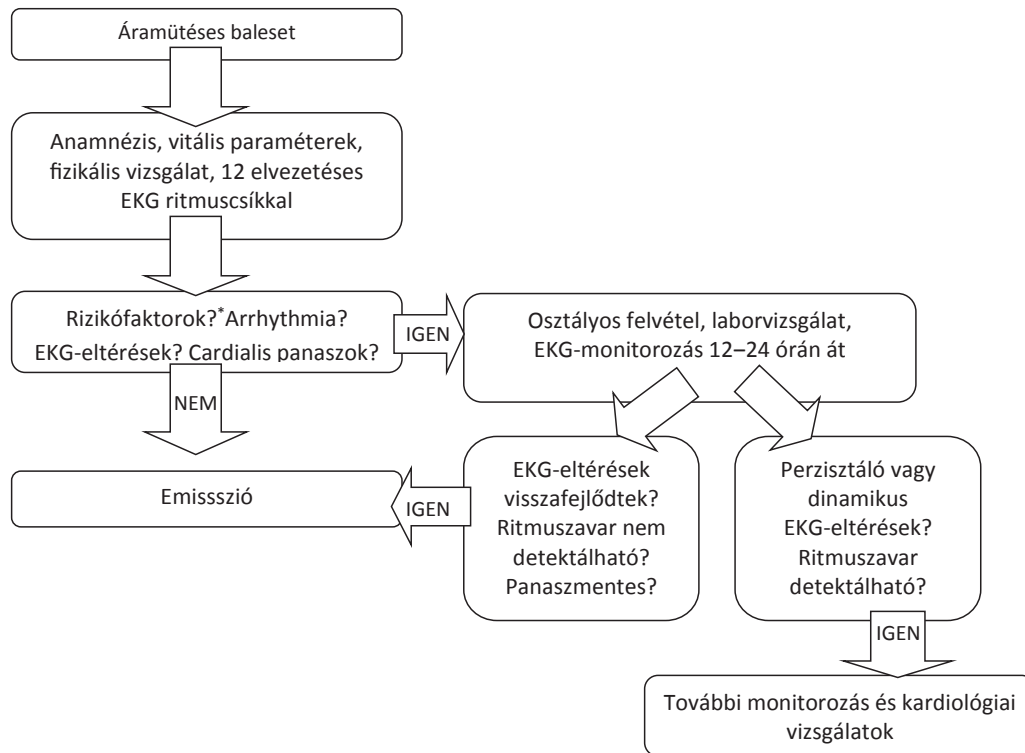 Áramütéses baleset
Anamnézis, vitális paraméterek,
fizikális vizsgálat, 12 elvezetéses
EKG ritmuscsíkkal
Rizikófaktorok?*Arrhythmia?
EKG-eltérések? Cardialis panaszok?
IGEN
Osztályos felvétel, laborvizsgálat,
EKG-monitorozás 12–24 órán át
NEM
Emissszió
IGEN
EKG-eltérések
visszafejlődtek?
Ritmuszavar nem
detektálható?
Panaszmentes?
Perzisztáló vagy
dinamikus
EKG-eltérések?
Ritmuszavar
detektálható?
IGEN
További monitorozás és kardiológiai
vizsgálatok